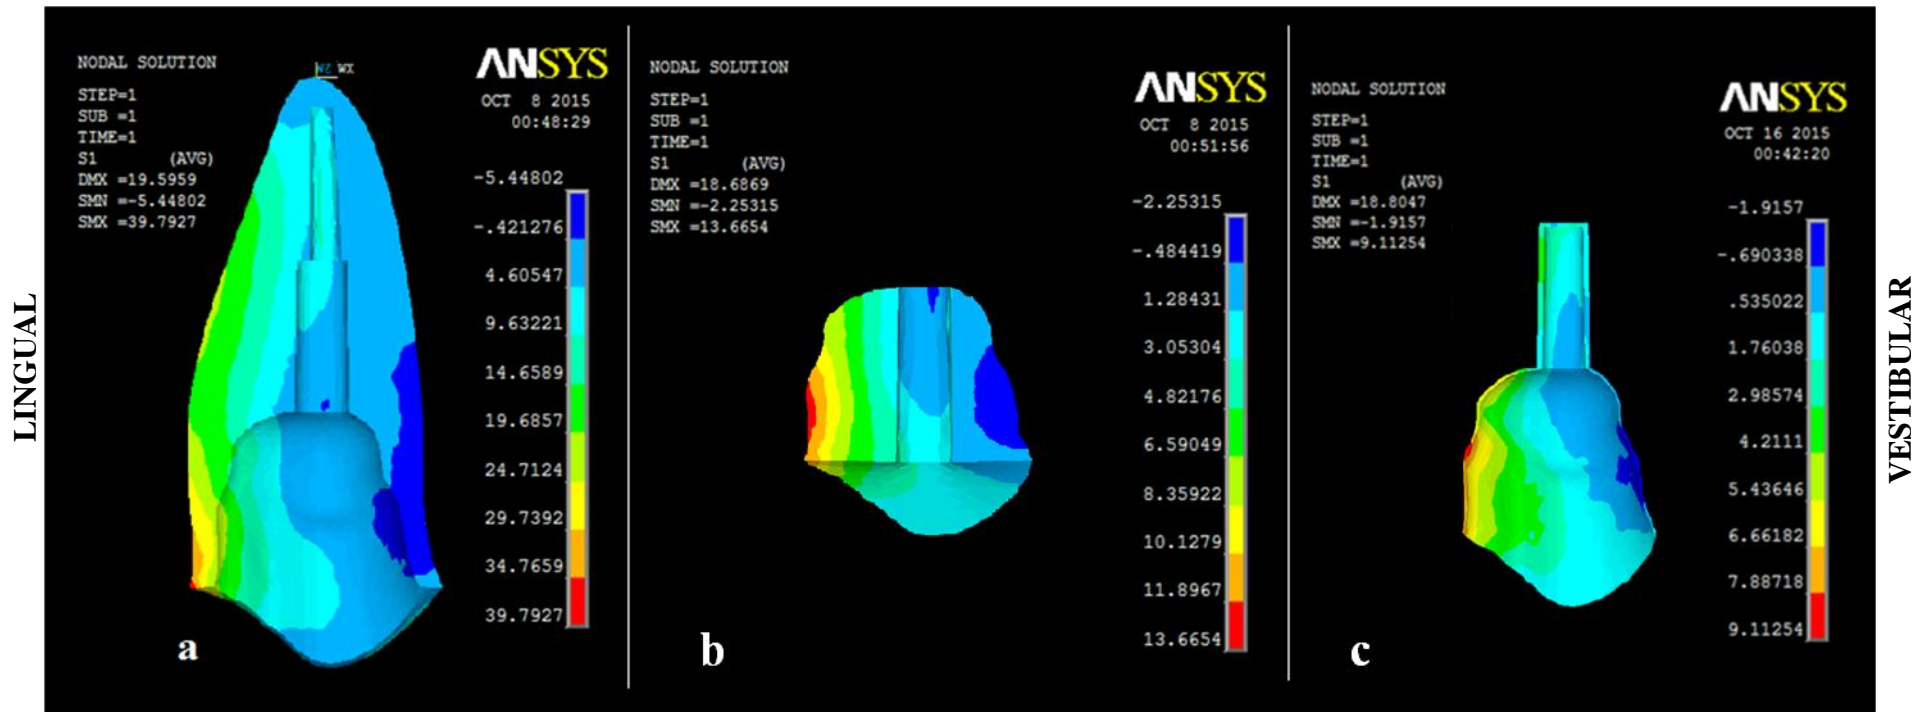 LINGUAL
NODAL SOLUTION
STEP=1
SUB =1
TIME=1
S1 (AVG)
DMX =19.5959
SMN =-5.44802
SMX =39.7927
WX
ANSYS
OCT 8 2015
00:48:29
-5.44802
-.421276
4.60547
9.63221
14.6589
19.6857
24.7124
29.7392
34.7659
39.7927
a
NODAL SOLUTION
STEP=1
SUB =1
TIME=1
S1 (AVG)
DMX =18.6869
SMN =-2.25315
SMX =13.6654
ANSYS
OCT 8 2015
00:51:56
-2.25315
-.484419
1.28431
3.05304
4.82176
6.59049
8.35922
10.1279
11.8967
13.6654
b
NODAL SOLUTION
STEP=1
SUB =1
TIME=1
S1 (AVG)
DMX =18.8047
SMN =-1.9157
SMX =9.11254
ANSYS
OCT 16 2015
00:42:20
-1.9157
-.690338
.535022
1.76038
2.98574
4.2111
5.43646
6.66182
7.88718
9.11254
c
VESTIBULAR